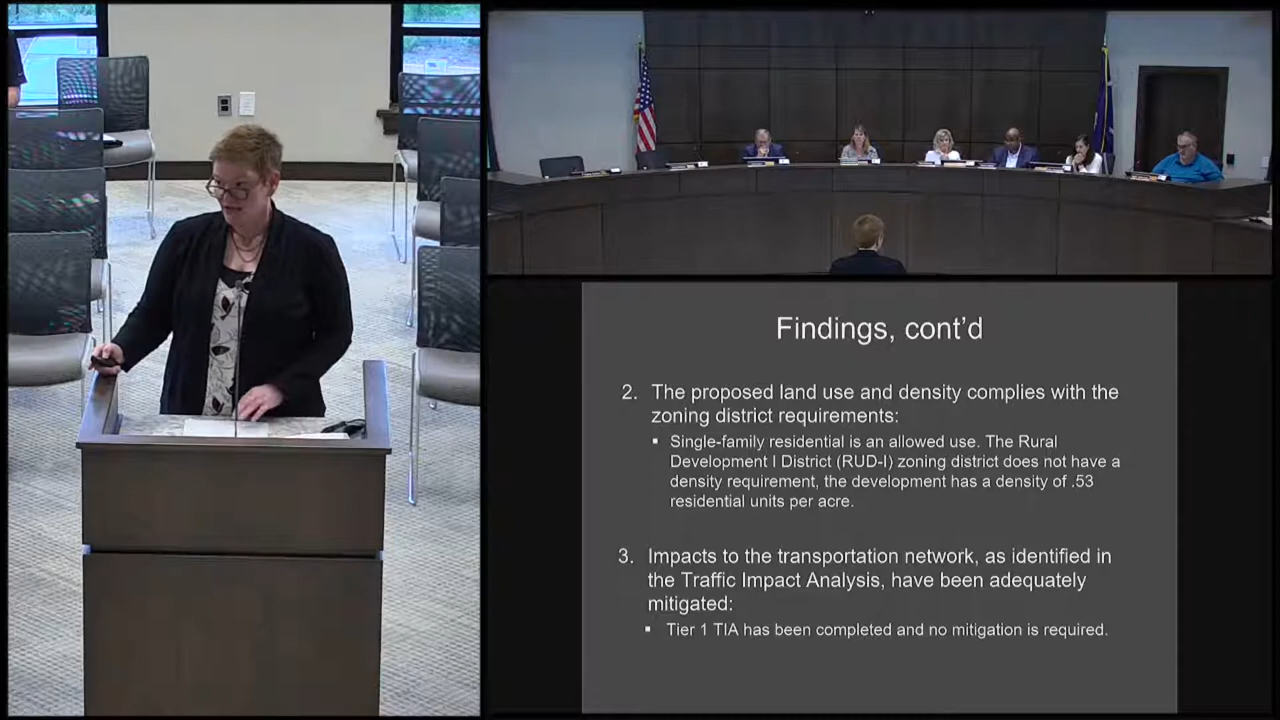 Findings, cont'd
2. The proposed land use and density complies with the
zoning district requirements:
▪ Single-family residential is an allowed use. The Rural
Development I District (RUD-I) zoning district does not have a
density requirement, the development has a density of .53
residential units per acre.
3. Impacts to the transportation network, as identified in
the Traffic Impact Analysis, have been adequately
mitigated:
▪ Tier 1 TIA has been completed and no mitigation is required.